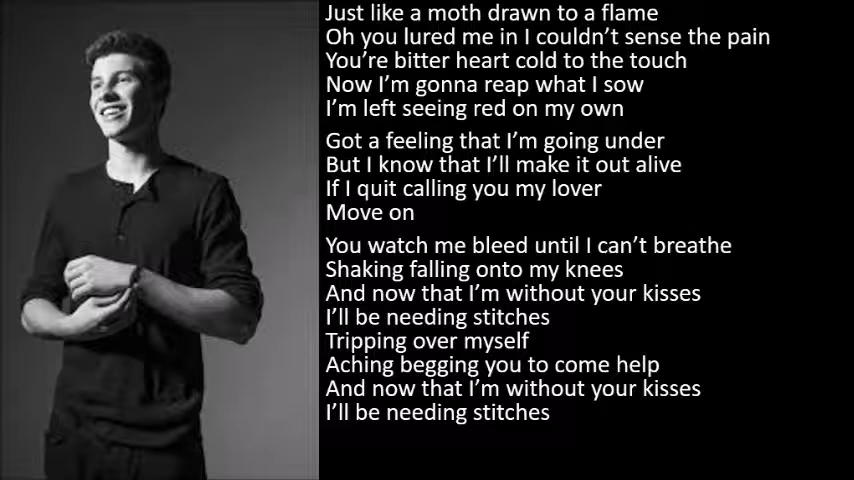 Just like a moth drawn to a flame
Oh you lured me in I couldn't sense the pain
You're bitter heart cold to the touch
Now I'm gonna reap what I sow
I'm left seeing red on my own
Got a feeling that I'm going under
But I know that I'll make it out alive
If I quit calling you my lover
Move on
You watch me bleed until I can't breathe
Shaking falling onto my knees
And now that I'm without your kisses
I'll be needing stitches
Tripping over myself
Aching begging you to come help
And now that I'm without your kisses
I'll be needing stitches